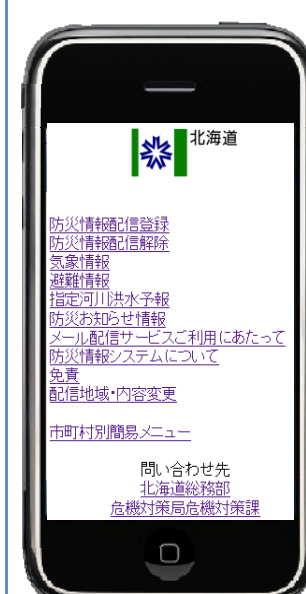 北海道
防災情報配信登録
防災情報配信解除
気象情報
避難情報
指定河川洪水予報
防災お知らせ情報
メール配信サービスご利用にあたって
防災情報システムについて
免責
配信地域・内容変更
市町村別簡易メニュー
問い合わせ先
北海道総務部
危機対策局危機対策課